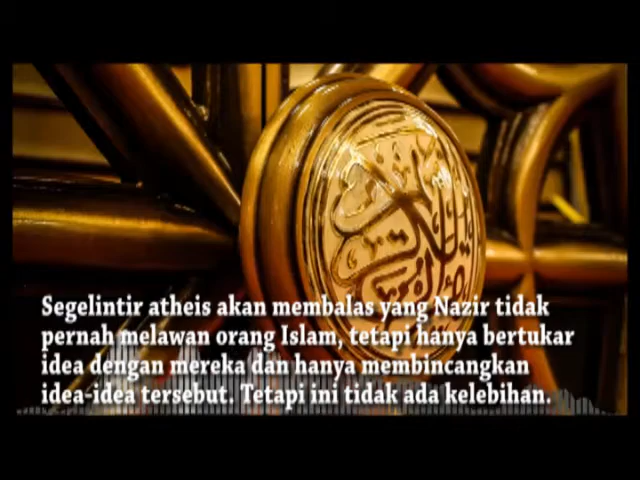 Segelintir atheis akan membalas yang Nazir tidak
pernah melawan orang Islam, tetapi hanya bertukar
idea dengan mereka dan hanya membincangkan
idea-idea tersebut. Tetapi ini tidak ada kelebihan.